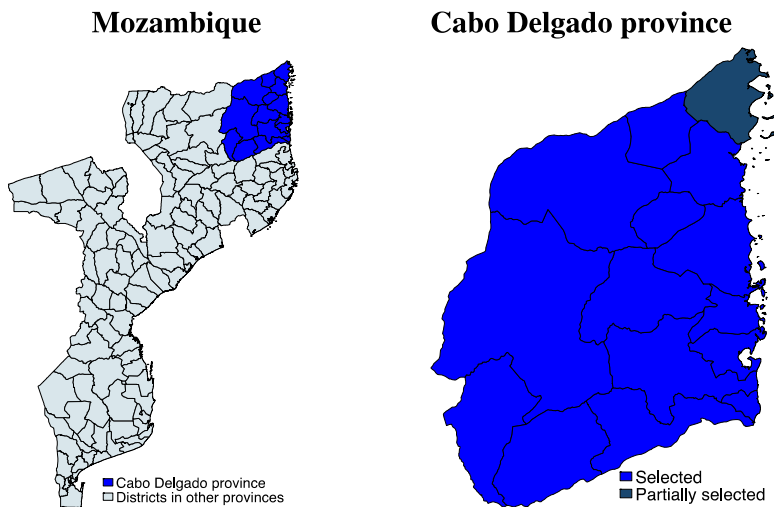 Mozambique
Cabo Delgado province
Cabo Delgado province
Districts in other provinces
Selected
Partially selected